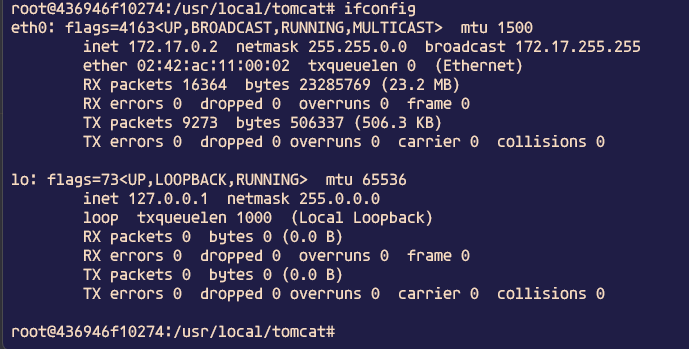 root@436946f10274:/usr/local/tomcat# ifconfig
eth0: flags=4163<UP,BROADCAST,RUNNING,MULTICAST>  mtu 1500
        inet 172.17.0.2  netmask 255.255.0.0  broadcast 172.17.255.255
        ether 02:42:ac:11:00:02  txqueuelen 0  (Ethernet)
        RX packets 16364  bytes 23285769 (23.2 MB)
        RX errors 0  dropped 0  overruns 0  frame 0
        TX packets 9273  bytes 506337 (506.3 KB)
        TX errors 0  dropped 0 overruns 0  carrier 0  collisions 0

lo: flags=73<UP,LOOPBACK,RUNNING>  mtu 65536
        inet 127.0.0.1  netmask 255.0.0.0
        loop  txqueuelen 1000  (Local Loopback)
        RX packets 0  bytes 0 (0.0 B)
        RX errors 0  dropped 0  overruns 0  frame 0
        TX packets 0  bytes 0 (0.0 B)
        TX errors 0  dropped 0 overruns 0  carrier 0  collisions 0

root@436946f10274:/usr/local/tomcat#